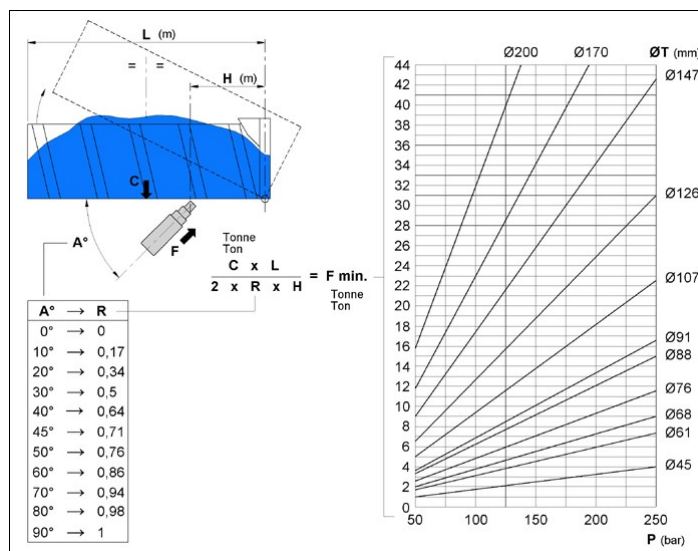 L (m)
= =
H (m)
C
A°
F
Tonne
Ton
C x L
2 x R x H
= F min.
Tonne
Ton
A° → R
0° → 0
10° → 0,17
20° → 0,34
30° → 0,5
40° → 0,64
45° → 0,71
50° → 0,76
60° → 0,86
70° → 0,94
80° → 0,98
90° → 1
Ø200
Ø170
ØT (mm)
Ø147
Ø126
Ø107
Ø91
Ø88
Ø76
Ø68
Ø61
Ø45
44
42
40
38
36
34
32
30
28
26
24
22
20
18
16
14
12
10
8
6
4
2
0
50 100 150 200 250
P (bar)